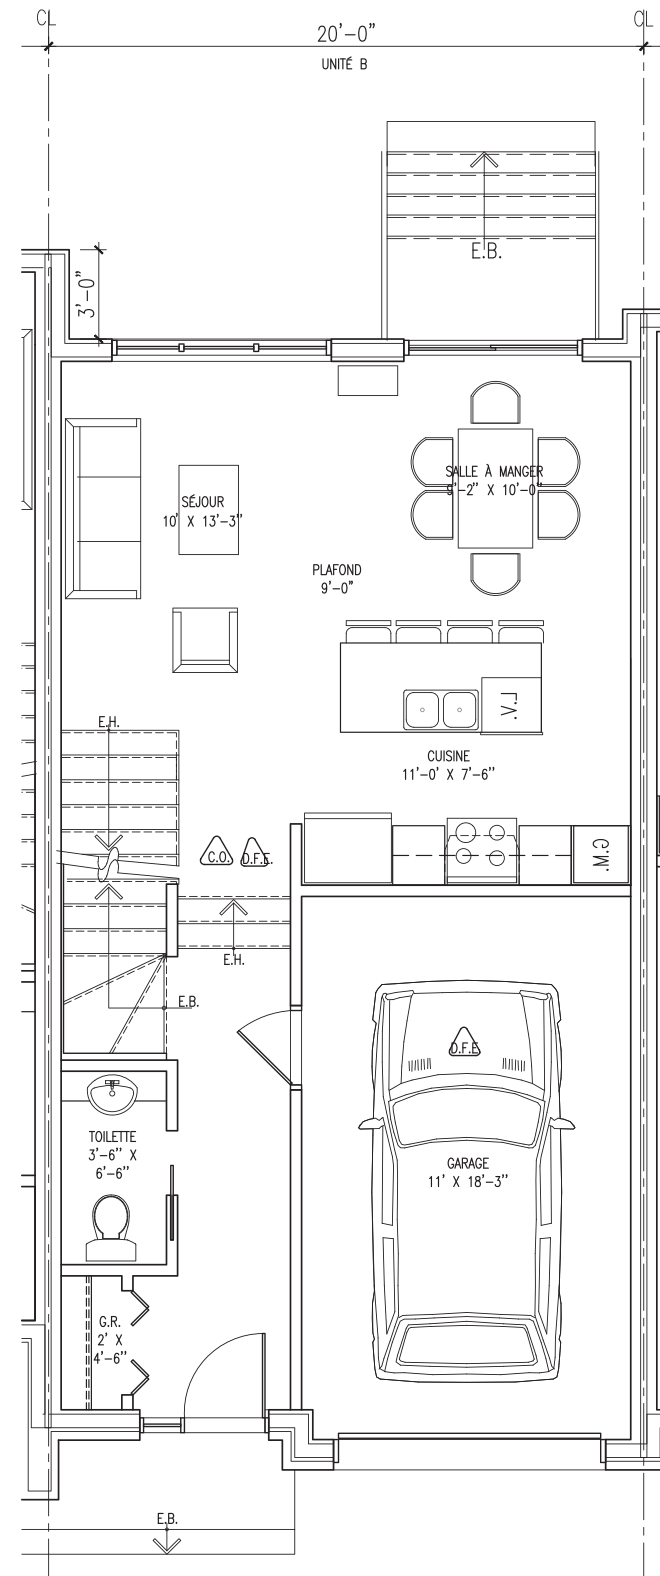 CL CL
20'-0"
UNITÉ B
E.B.
3'-0"
SALLE À MANGER
9'-2" X 10'-0"
SÉJOUR
10' X 13'-3"
PLAFOND
9'-0"
L.V.
E.H.
CUISINE
11'-0' X 7'-6"
C.O. D.F.E.
G.W.
E.H.
E.B.
D.F.E
TOILETTE
3'-6" X
6'-6"
GARAGE
11' X 18'-3"
G.R.
2' X
4'-6"
E.B.